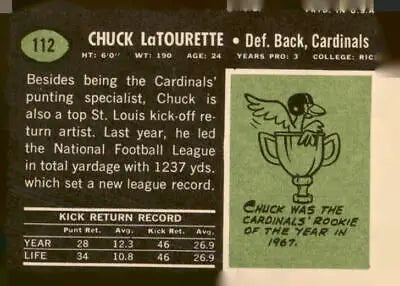 PRTD. IN U.S.A.
112
CHUCK LaTOURETTE • Def. Back, Cardinals
HT: 6'0" WT: 190 AGE: 24 YEARS PRO: 3 COLLEGE: RIC
Besides being the Cardinals'
punting specialist, Chuck is
also a top St. Louis kick-off
return artist. Last year, he led
the National Football League
in total yardage with 1237 yds.
which set a new league record.
KICK RETURN RECORD
Punt Ret. Avg. Kick Ret. Avg.
YEAR 28 12.3 46 26.9
LIFE 34 10.8 46 26.9
CHUCK WAS THE
CARDINALS' ROOKIE
OF THE YEAR IN
1967.